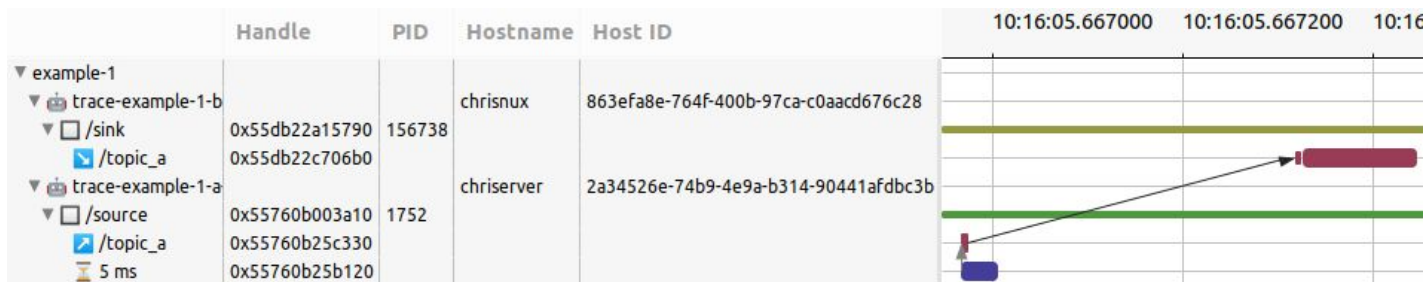 Handle PID Hostname Host ID 10:16:05.667000 10:16:05.667200 10:16
example-1
trace-example-1-b chrisnux 863efa8e-764f-400b-97ca-c0aacd676c28
/sink 0x55db22a15790 156738
/topic_a 0x55db22c706b0
trace-example-1-a chriserver 2a34526e-74b9-4e9a-b314-90441afdbc3b
/source 0x55760b003a10 1752
/topic_a 0x55760b25c330
5 ms 0x55760b25b120